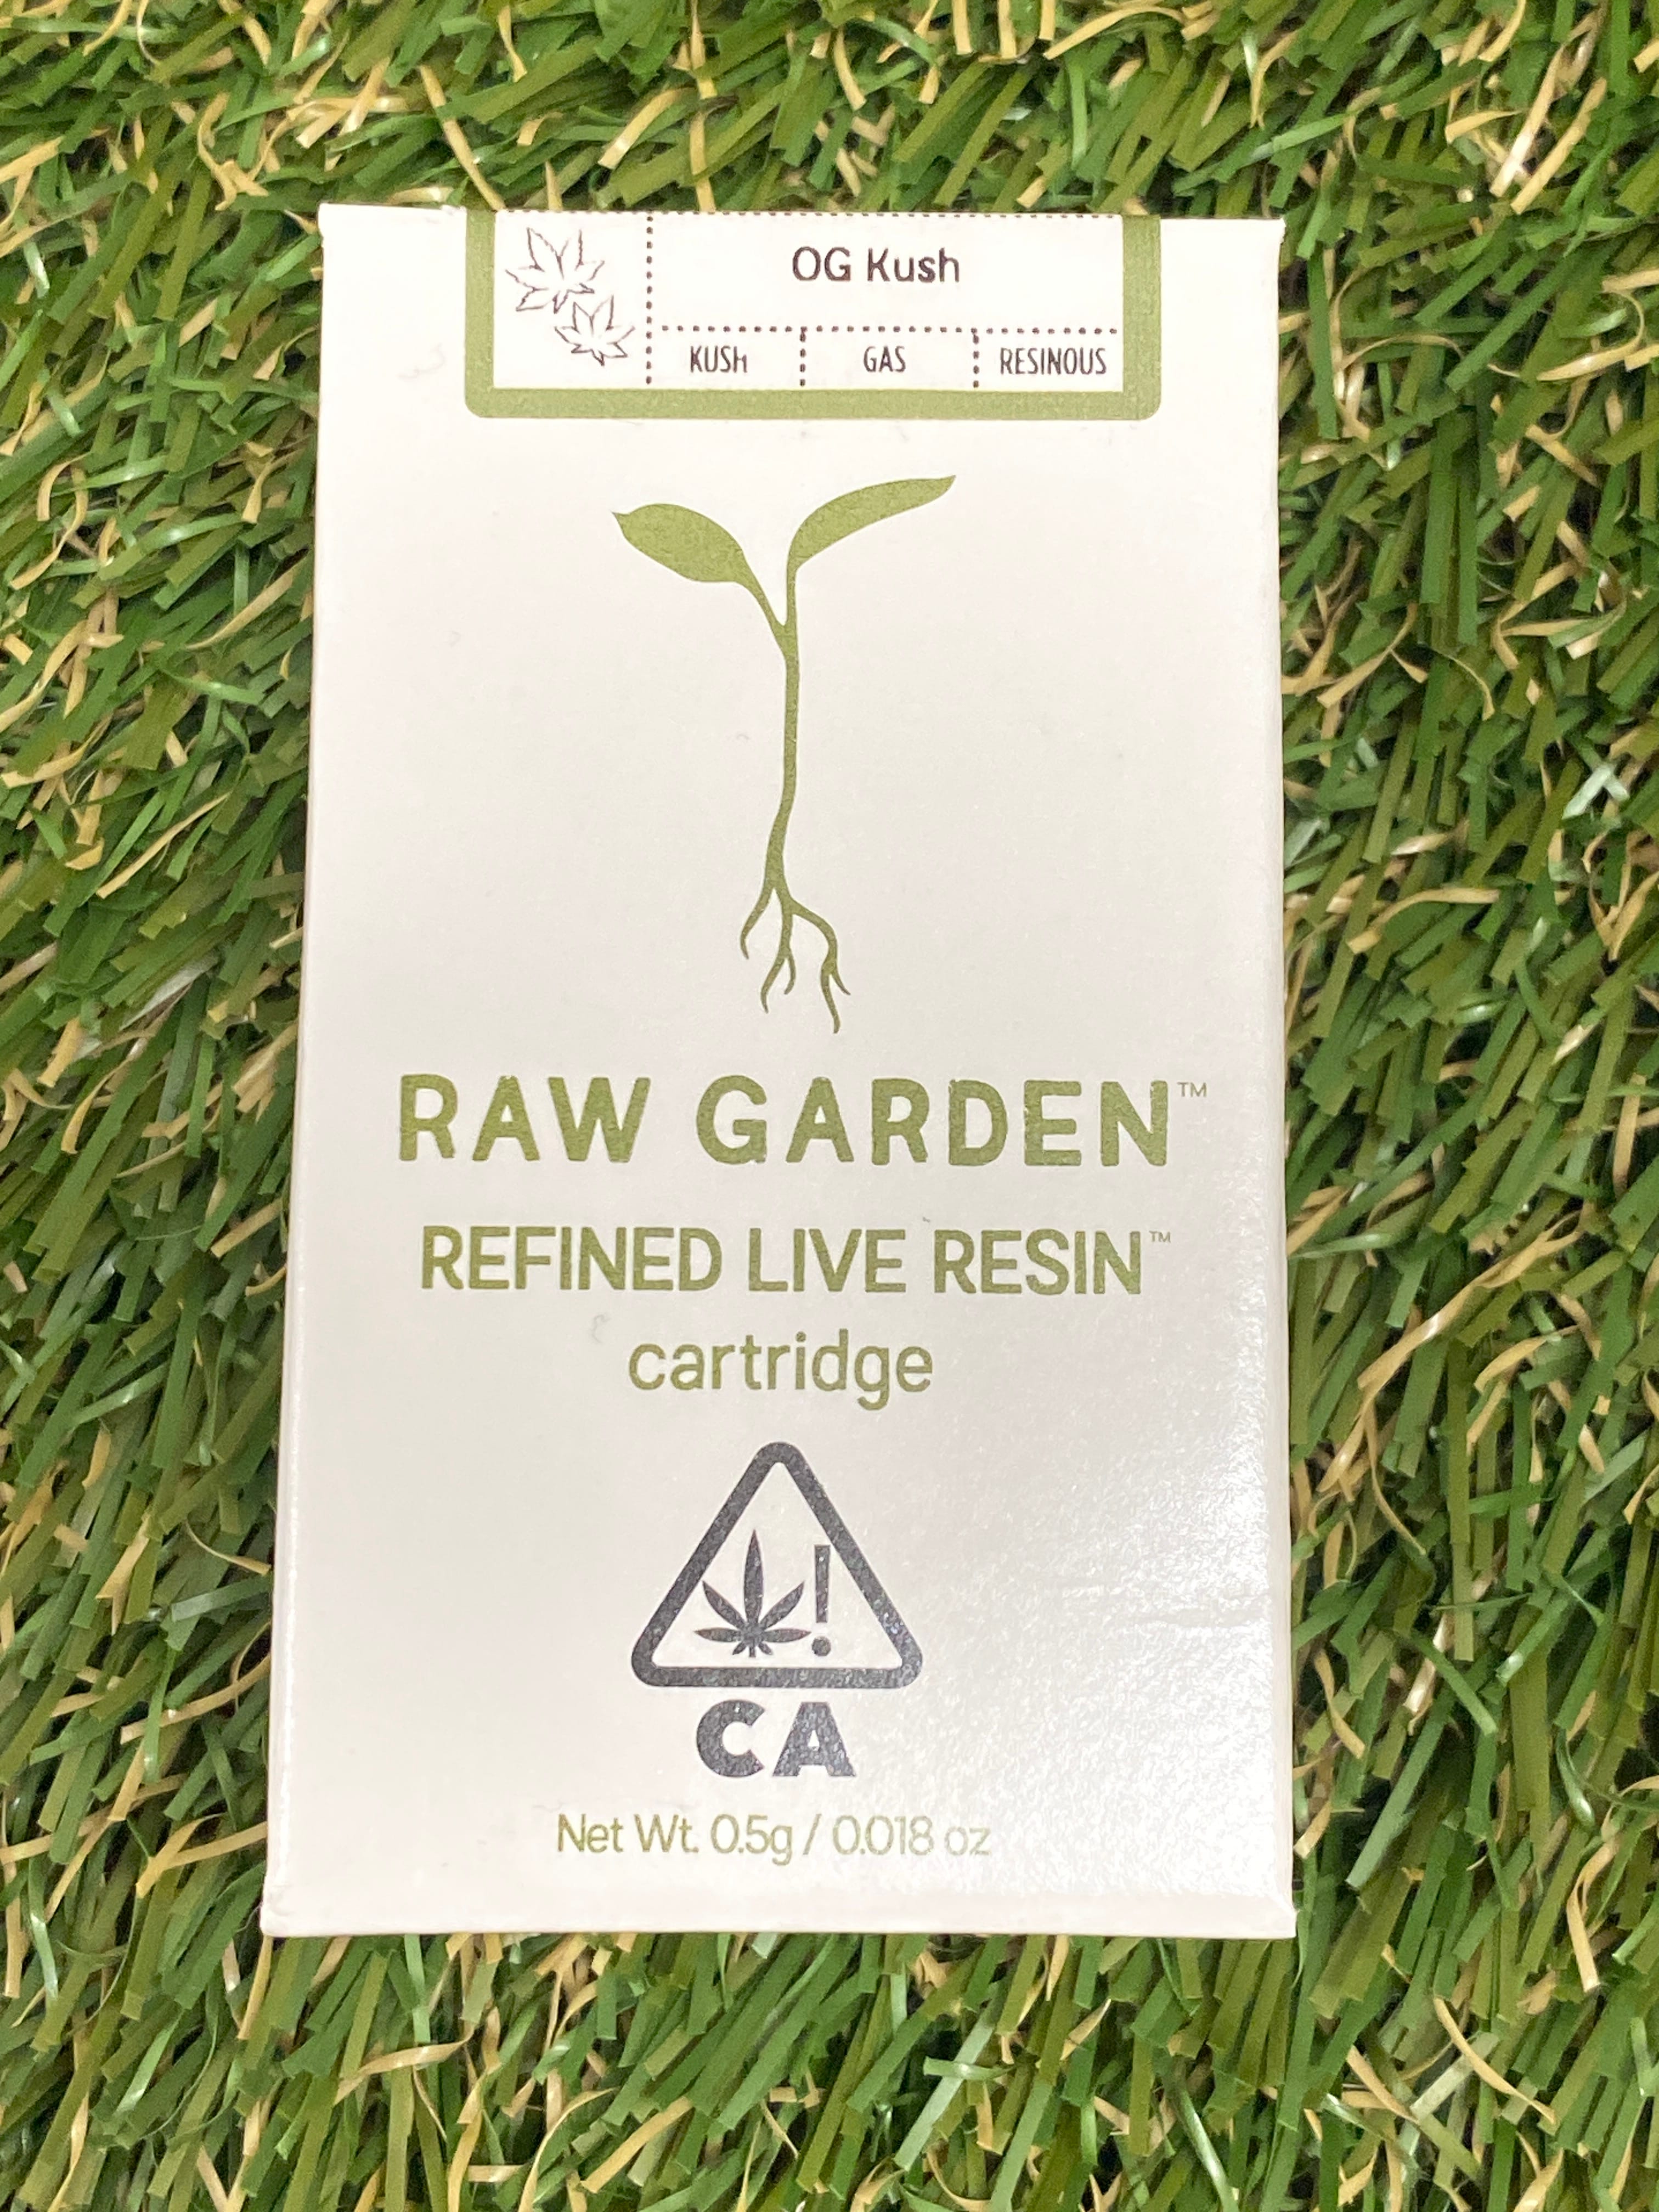 OG Kush
KUSH GAS RESINOUS
RAW GARDEN™
REFINED LIVE RESIN™
cartridge
!
CA
Net Wt. 0.5g / 0.018 oz